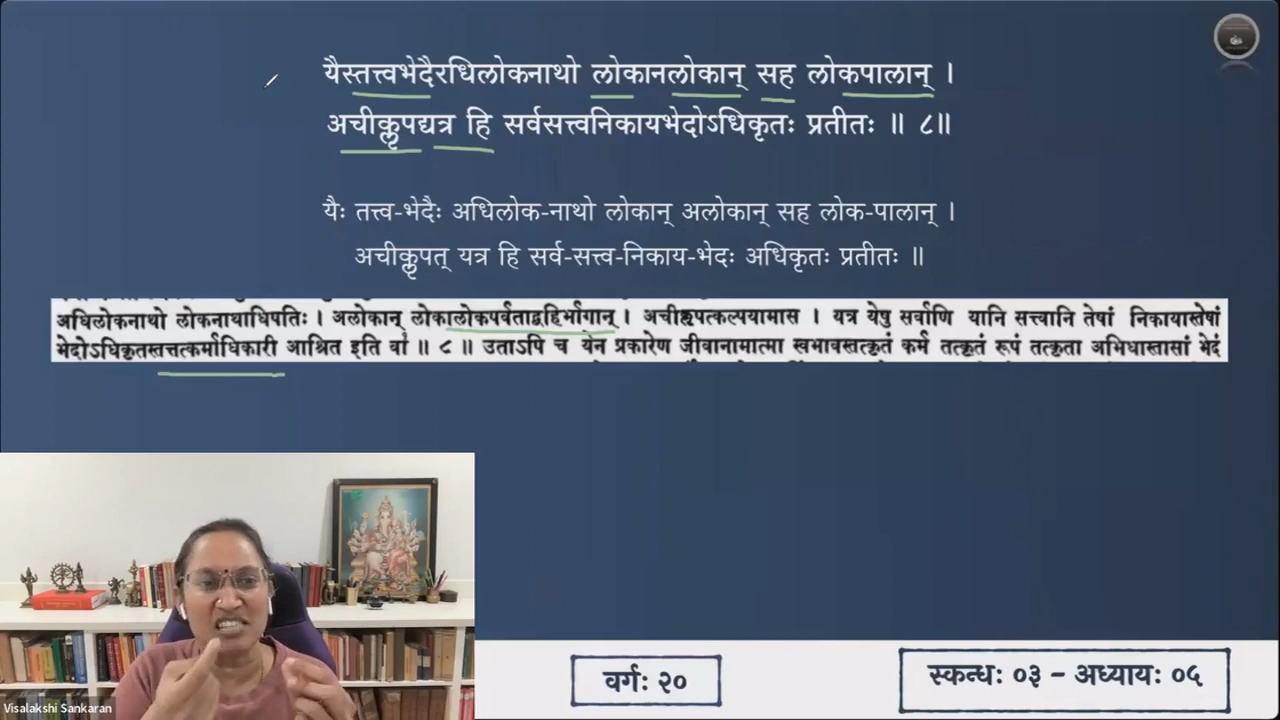 यैस्तत्त्वभेदैरधिलोकनाथो लोकानलोकान् सह लोकपालान् ।
अचीकॢपद्यत्र हि सर्वसत्त्वनिकायभेदोऽधिकृतः प्रतीतः ॥ ८॥
यैः तत्त्व-भेदैः अधिलोक-नाथो लोकान् अलोकान् सह लोक-पालान् ।
अचीकॢपत् यत्र हि सर्व-सत्त्व-निकाय-भेदः अधिकृतः प्रतीतः ॥
अधिलोकनाथो लोकनाथाधिपतिः । अलोकान् लोकालोकपर्वताद्बहिर्भागान् । अचीकॢपत्कल्पयामास । यत्र येषु सर्वाणि यानि सत्त्वानि तेषां निकायास्तेषां
भेदोऽधिकृतस्तत्तत्कर्माधिकारी आश्रित इति वा ॥ ८ ॥ उताऽपि च येन प्रकारेण जीवानामात्मा स्वभावस्तत्कृतं कर्म तत्कृतं रूपं तत्कृता अभिधास्तासां भेदं
Visalakshi Sankaran
वर्गः २०
स्कन्धः ०३ – अध्यायः ०५